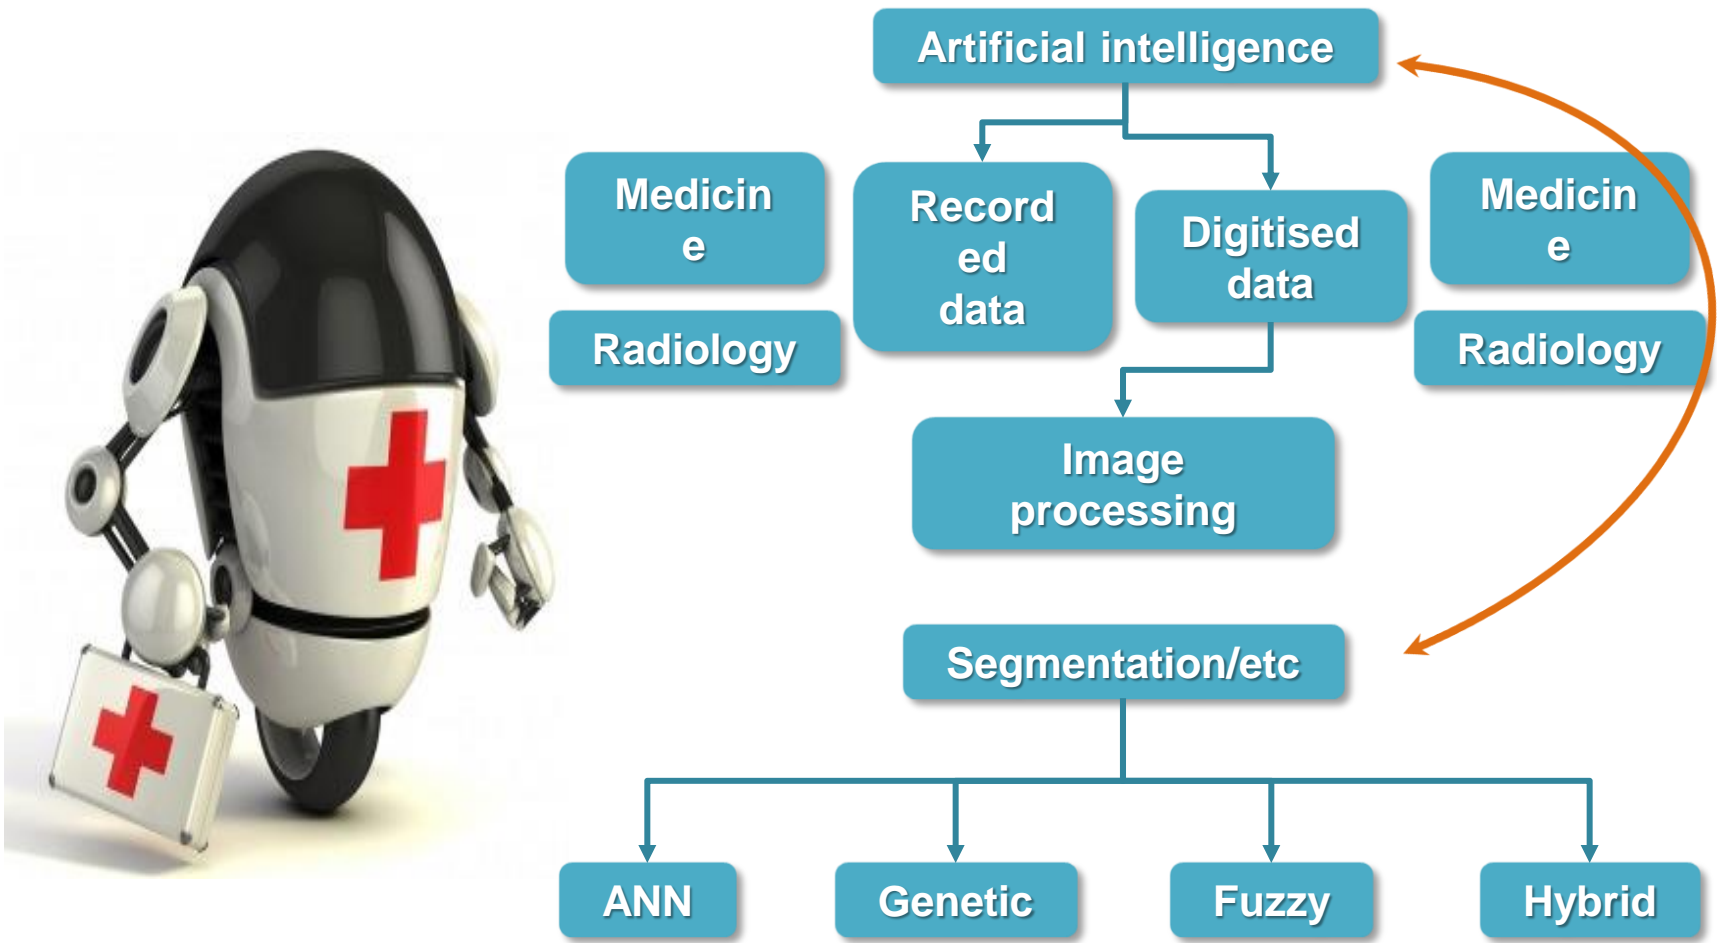 Artificial intelligence
Medicin
e
Record
ed
data
Digitised
data
Medicin
e
Radiology
Radiology
Image
processing
Segmentation/etc
ANN
Genetic
Fuzzy
Hybrid